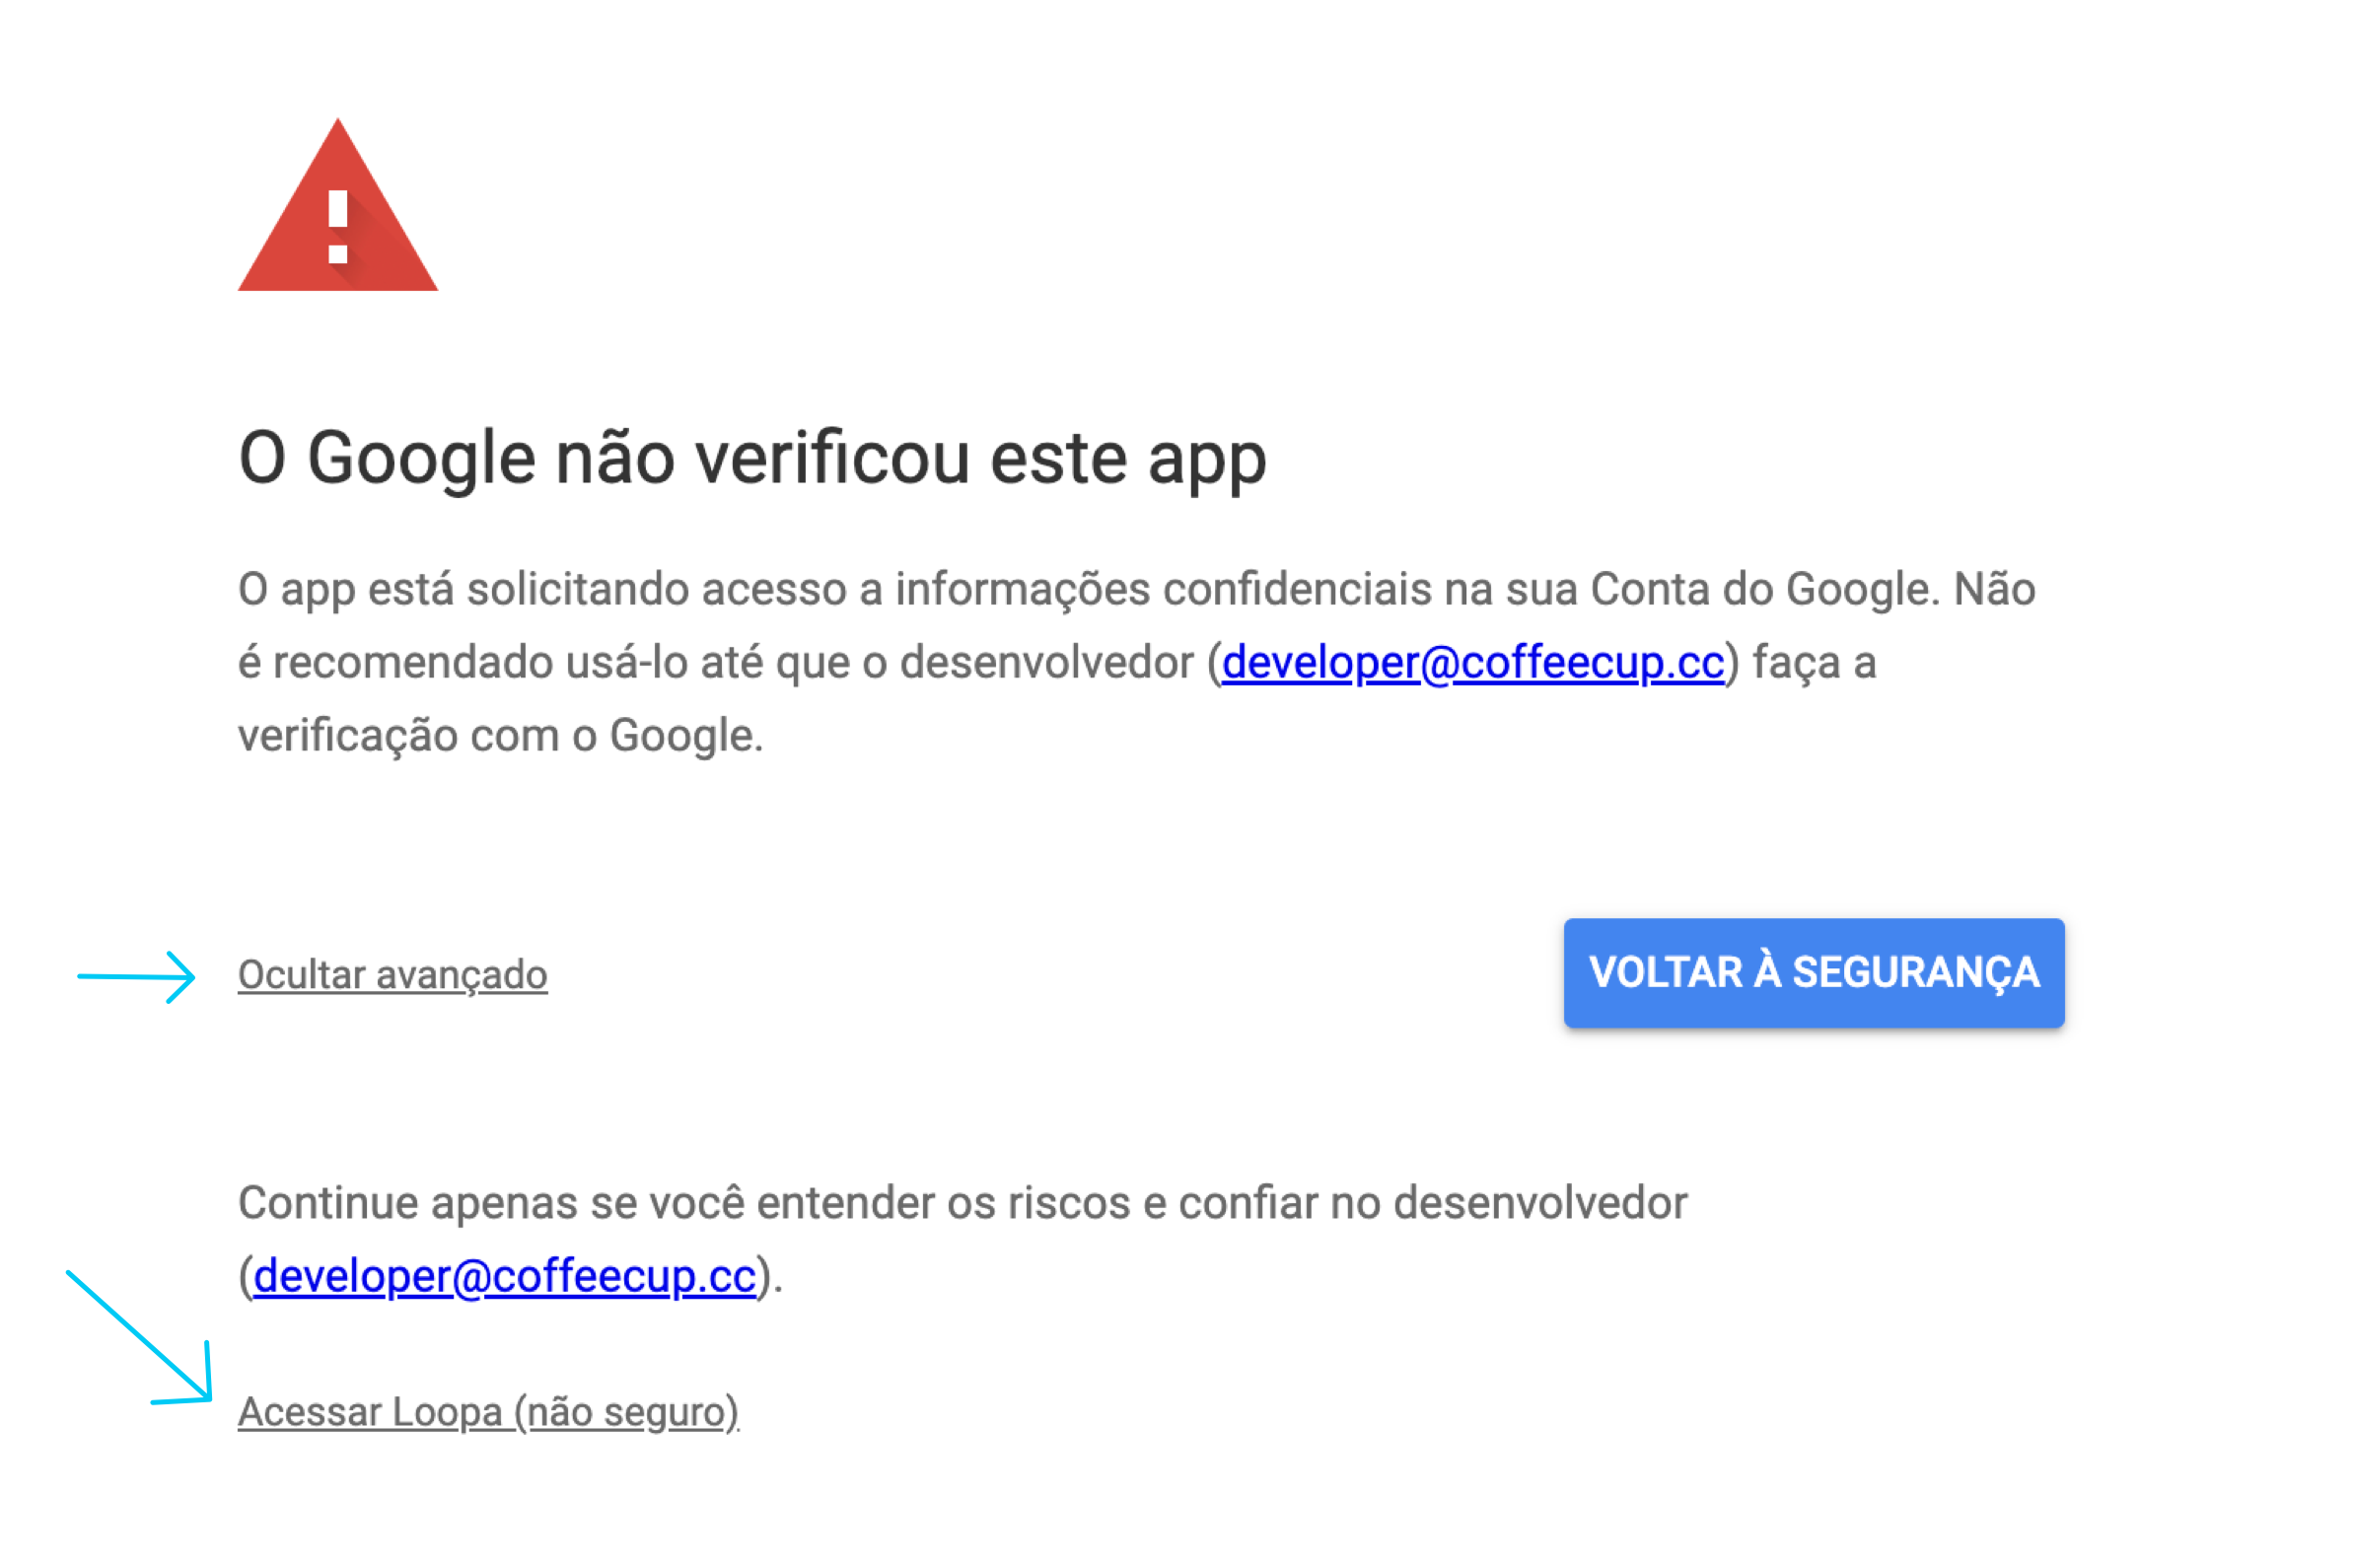 O Google não verificou este app
O app está solicitando acesso a informações confidenciais na sua Conta do Google. Não
é recomendado usá-lo até que o desenvolvedor (developer@coffeecup.cc) faça a
verificação com o Google.
Ocultar avançado
VOLTAR À SEGURANÇA
Continue apenas se você entender os riscos e confiar no desenvolvedor
(developer@coffeecup.cc).
Acessar Loopa (não seguro)